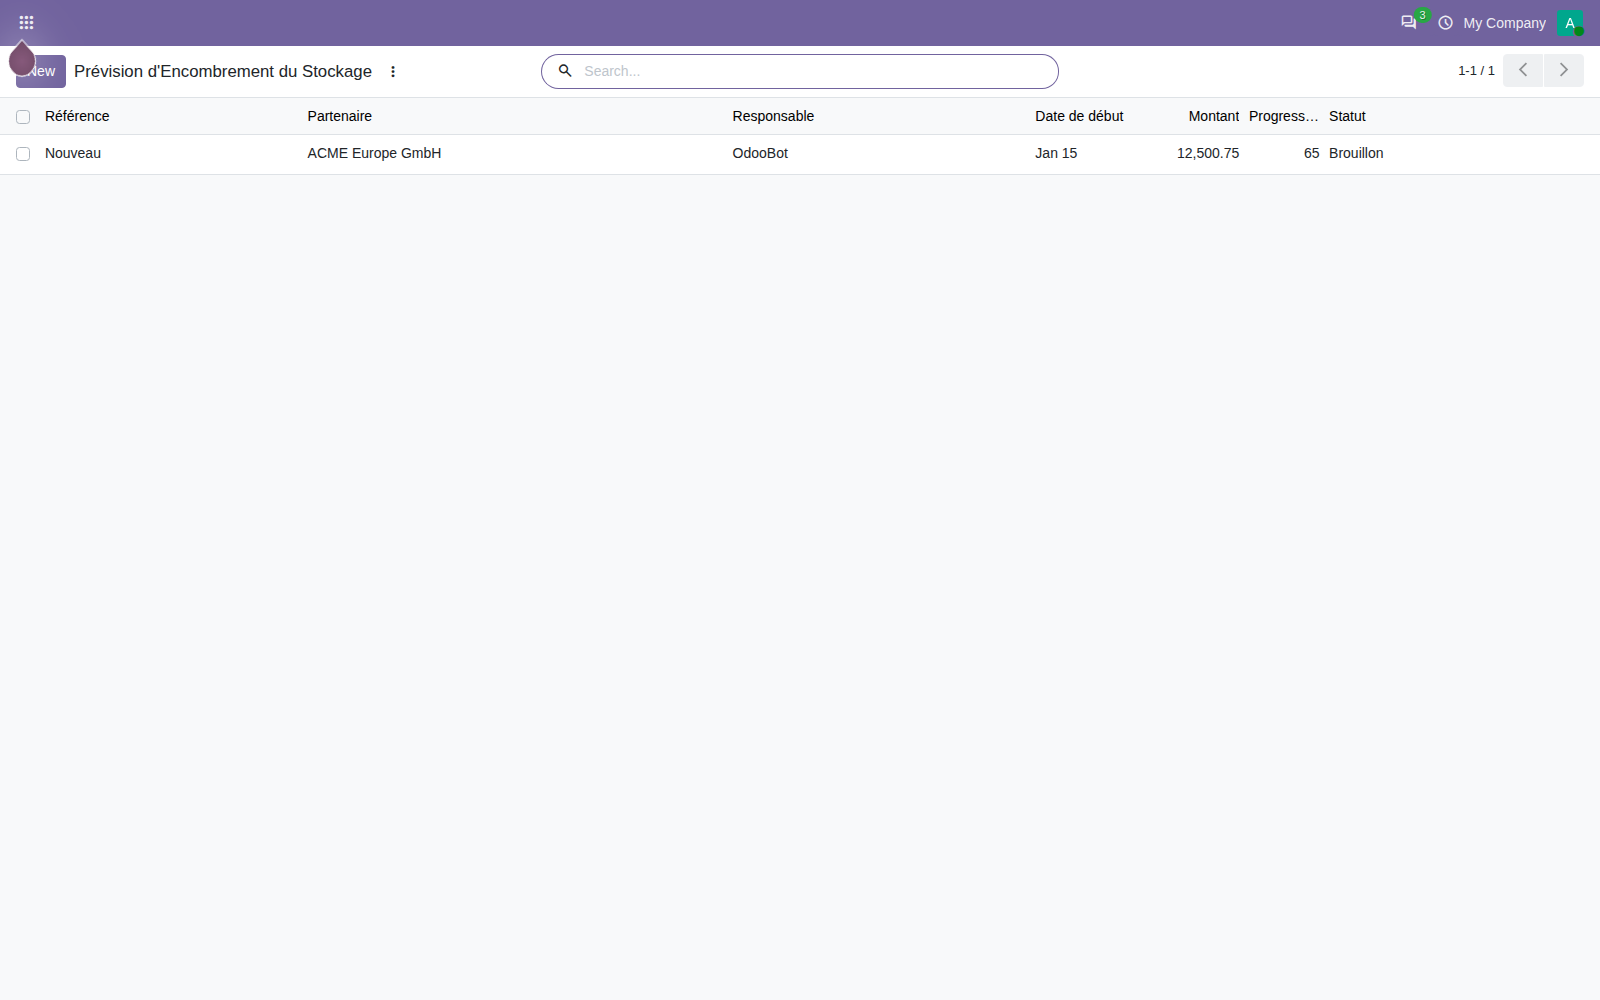 3
My Company
A
New
Prévision d'Encombrement du Stockage
Search...
1-1 / 1
Référence Partenaire Responsable Date de début Montant Progress... Statut
Nouveau ACME Europe GmbH OdooBot Jan 15 12,500.75 65 Brouillon